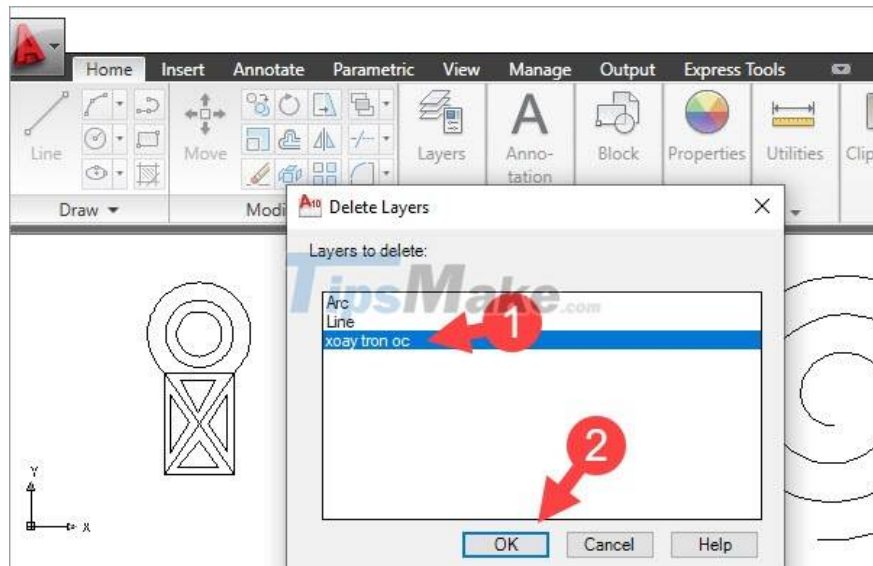 Home Insert Annotate Parametric View Manage Output Express Tools
Line Move Layers Anno-
tation Block Properties Utilities Clip
Draw Modi
A10 Delete Layers
Layers to delete:
TipsMake.com
Arc
Line
xoay tron oc
1
2
Y
X
OK Cancel Help